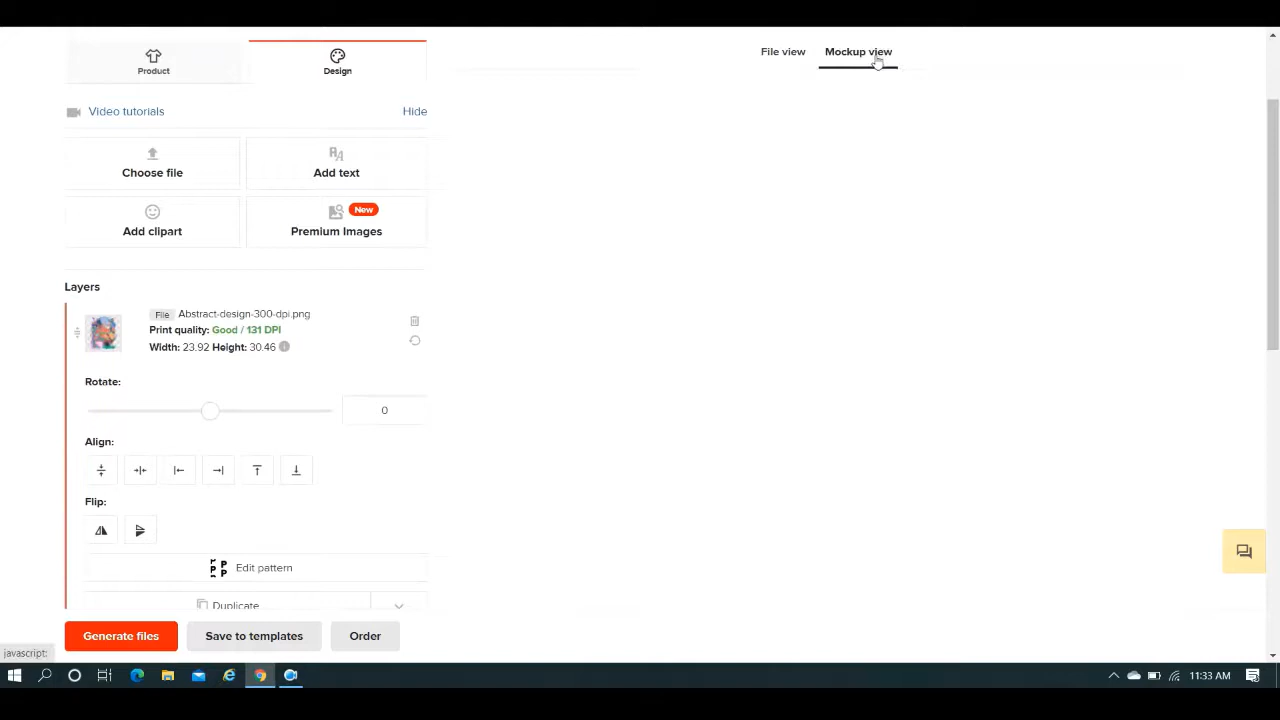 File view Mockup view
Product Design
Video tutorials Hide
Choose file Add text
New
Add clipart Premium Images
Layers
File Abstract-design-300-dpi.png
Print quality: Good / 131 DPI
Width: 23.92 Height: 30.46
Rotate:
0
Align:
Flip:
Edit pattern
Duplicate
Generate files Save to templates Order
javascript:
11:33 AM